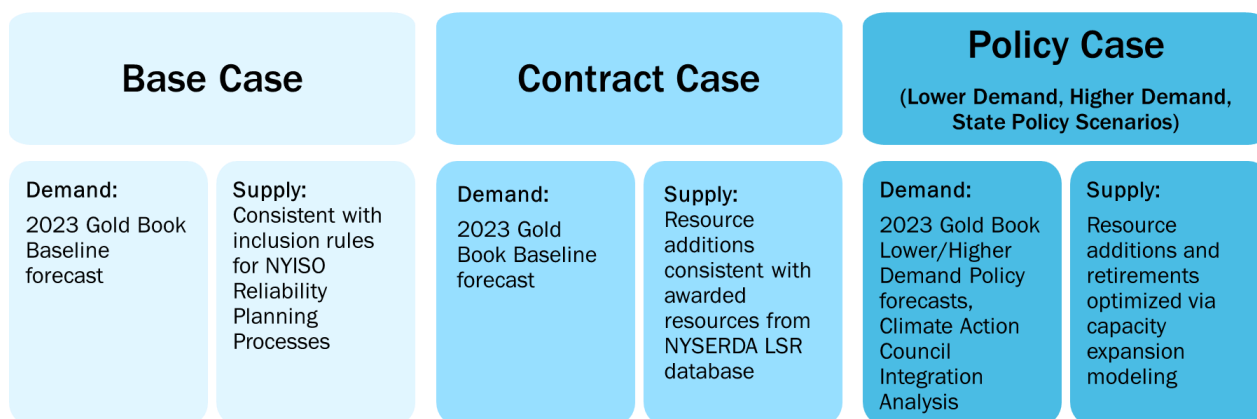 Base Case
Contract Case
Policy Case
(Lower Demand, Higher Demand,
State Policy Scenarios)
Demand:
2023 Gold Book
Baseline
forecast
Supply:
Consistent with
inclusion rules
for NYISO
Reliability
Planning
Processes
Demand:
2023 Gold
Book Baseline
forecast
Supply:
Resource
additions
consistent with
awarded
resources from
NYSERDA LSR
database
Demand:
2023 Gold Book
Lower/Higher
Demand Policy
forecasts,
Climate Action
Council
Integration
Analysis
Supply:
Resource
additions and
retirements
optimized via
capacity
expansion
modeling